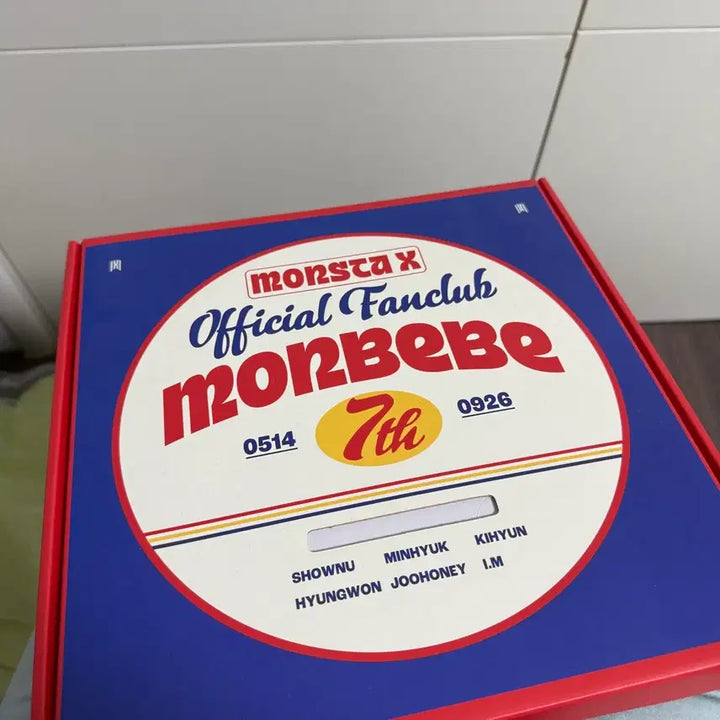 MONSTA X
Official Fanclub
MONBEBE
0514 7th 0926
SHOWNU MINHYUK KIHYUN
HYUNGWON JOOHONEY I.M